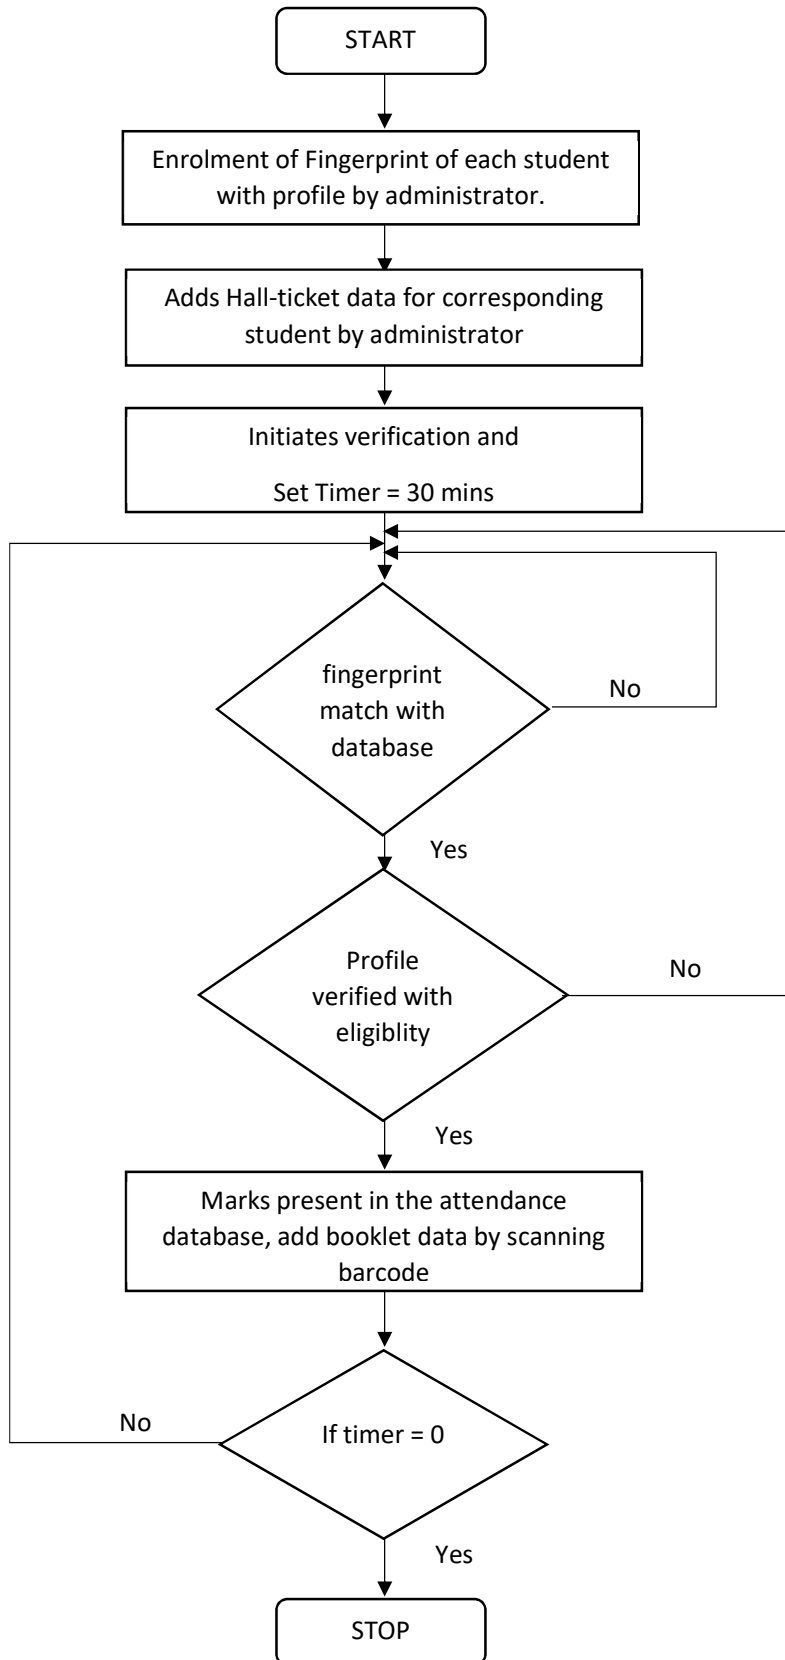 START
Enrolment of Fingerprint of each student
with profile by administrator.
Adds Hall-ticket data for corresponding
student by administrator
Initiates verification and
Set Timer = 30 mins
fingerprint
match with
database
No
Yes
Profile
verified with
eligiblity
No
Yes
Marks present in the attendance
database, add booklet data by scanning
barcode
If timer = 0
No
Yes
STOP